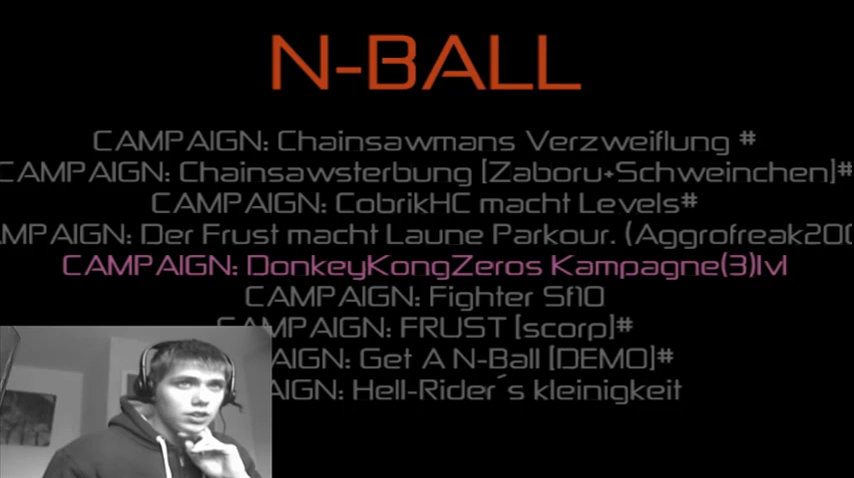 N-BALL
CAMPAIGN: Chainsawmans Verzweiflung #
CAMPAIGN: Chainsawsterbung [Zaboru+Schweinchen]#
CAMPAIGN: CobrikHC macht Levels#
MPAIGN: Der Frust macht Laune Parkour. (Aggrofreak200
CAMPAIGN: DonkeyKongZeros Kampagne(3)lvl
CAMPAIGN: Fighter Sf10
CAMPAIGN: FRUST [scorp]#
AIGN: Get A N-Ball [DEMO]#
AIGN: Hell-Rider´s kleinigkeit